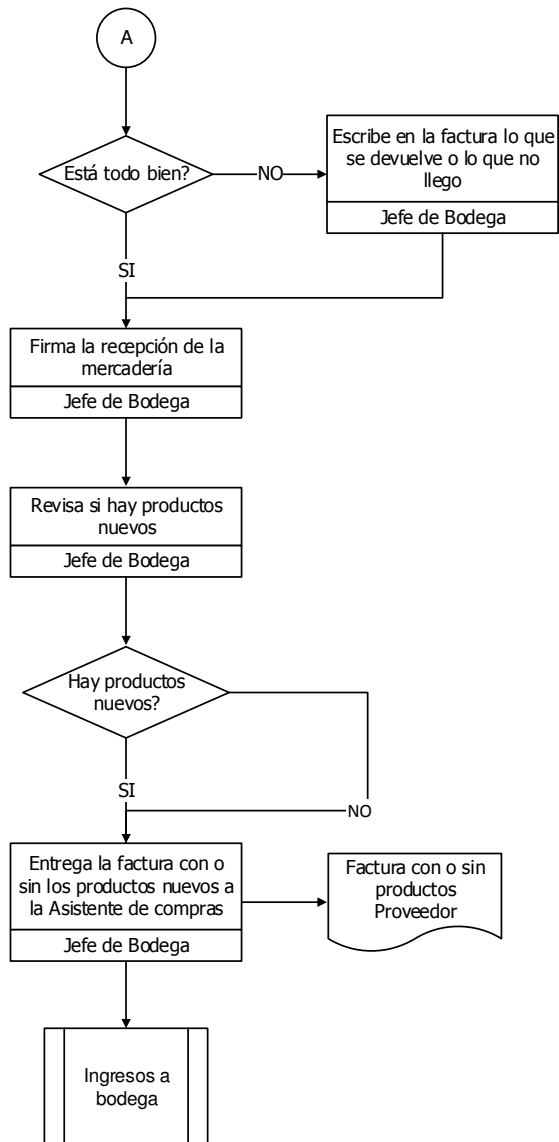 A
Está todo bien?
NO
Escribe en la factura lo que
se devuelve o lo que no
llego
Jefe de Bodega
SI
Firma la recepción de la
mercadería
Jefe de Bodega
Revisa si hay productos
nuevos
Jefe de Bodega
Hay productos
nuevos?
SI
NO
Entrega la factura con o
sin los productos nuevos a
la Asistente de compras
Jefe de Bodega
Factura con o sin
productos
Proveedor
Ingresos a
bodega